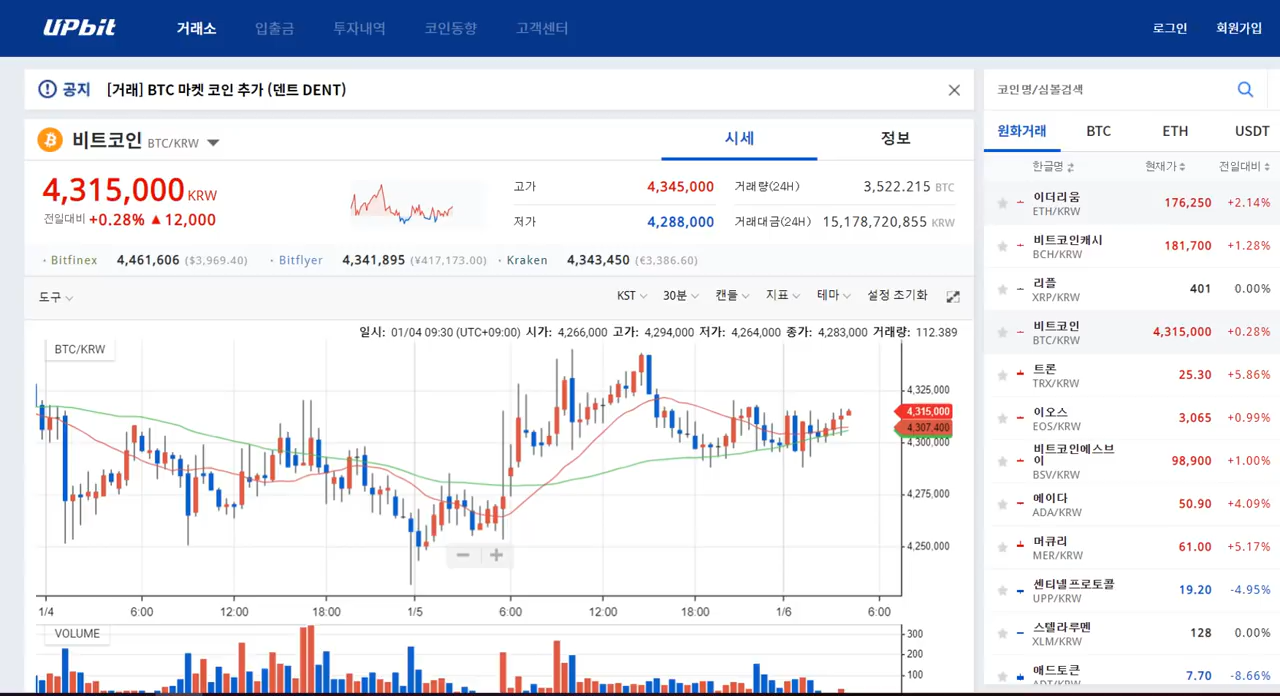 UPbit 거래소 입출금 투자내역 코인동향 고객센터 로그인 회원가입
공지 [거래] BTC 마켓 코인 추가 (덴트 DENT)
비트코인 BTC/KRW 시세 정보
4,315,000 KRW
전일대비 +0.28% ▲ 12,000
고가 4,345,000 거래량(24H) 3,522.215 BTC
저가 4,288,000 거래대금(24H) 15,178,720,855 KRW
· Bitfinex 4,461,606 ($3,969.40) · Bitflyer 4,341,895 (¥417,173.00) · Kraken 4,343,450 (€3,386.60)
도구 KST 30분 캔들 지표 테마 설정 초기화
일시: 01/04 09:30 (UTC+09:00) 시가: 4,266,000 고가: 4,294,000 저가: 4,264,000 종가: 4,283,000 거래량: 112.389
BTC/KRW
4,325,000
4,315,000
4,307,400
4,300,000
4,275,000
4,250,000
1/4 6:00 12:00 18:00 1/5 6:00 12:00 18:00 1/6 6:00
VOLUME
300
200
100
코인명/심볼검색
원화거래 BTC ETH USDT
한글명 현재가 전일대비
이더리움 176,250 +2.14%
ETH/KRW
비트코인캐시 181,700 +1.28%
BCH/KRW
리플 401 0.00%
XRP/KRW
비트코인 4,315,000 +0.28%
BTC/KRW
트론 25.30 +5.86%
TRX/KRW
이오스 3,065 +0.99%
EOS/KRW
비트코인에스브
이 98,900 +1.00%
BSV/KRW
에이다 50.90 +4.09%
ADA/KRW
머큐리 61.00 +5.17%
MER/KRW
센티넬프로토콜 19.20 -4.95%
UPP/KRW
스텔라루멘 128 0.00%
XLM/KRW
애드토큰 7.70 -8.66%
ADT/KRW